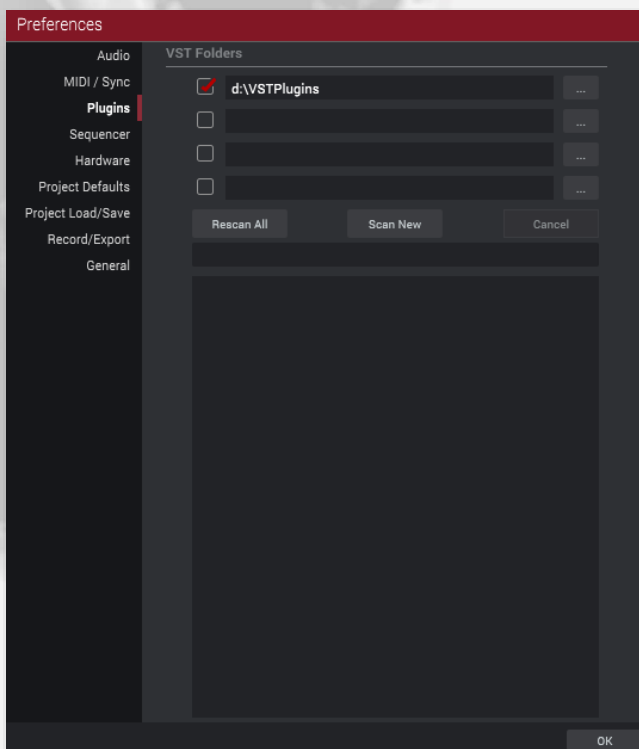 Preferences
Audio
MIDI / Sync
Plugins
Sequencer
Hardware
Project Defaults
Project Load/Save
Record/Export
General
VST Folders
d:\VSTPlugins
...
...
...
...
Rescan All Scan New Cancel
OK